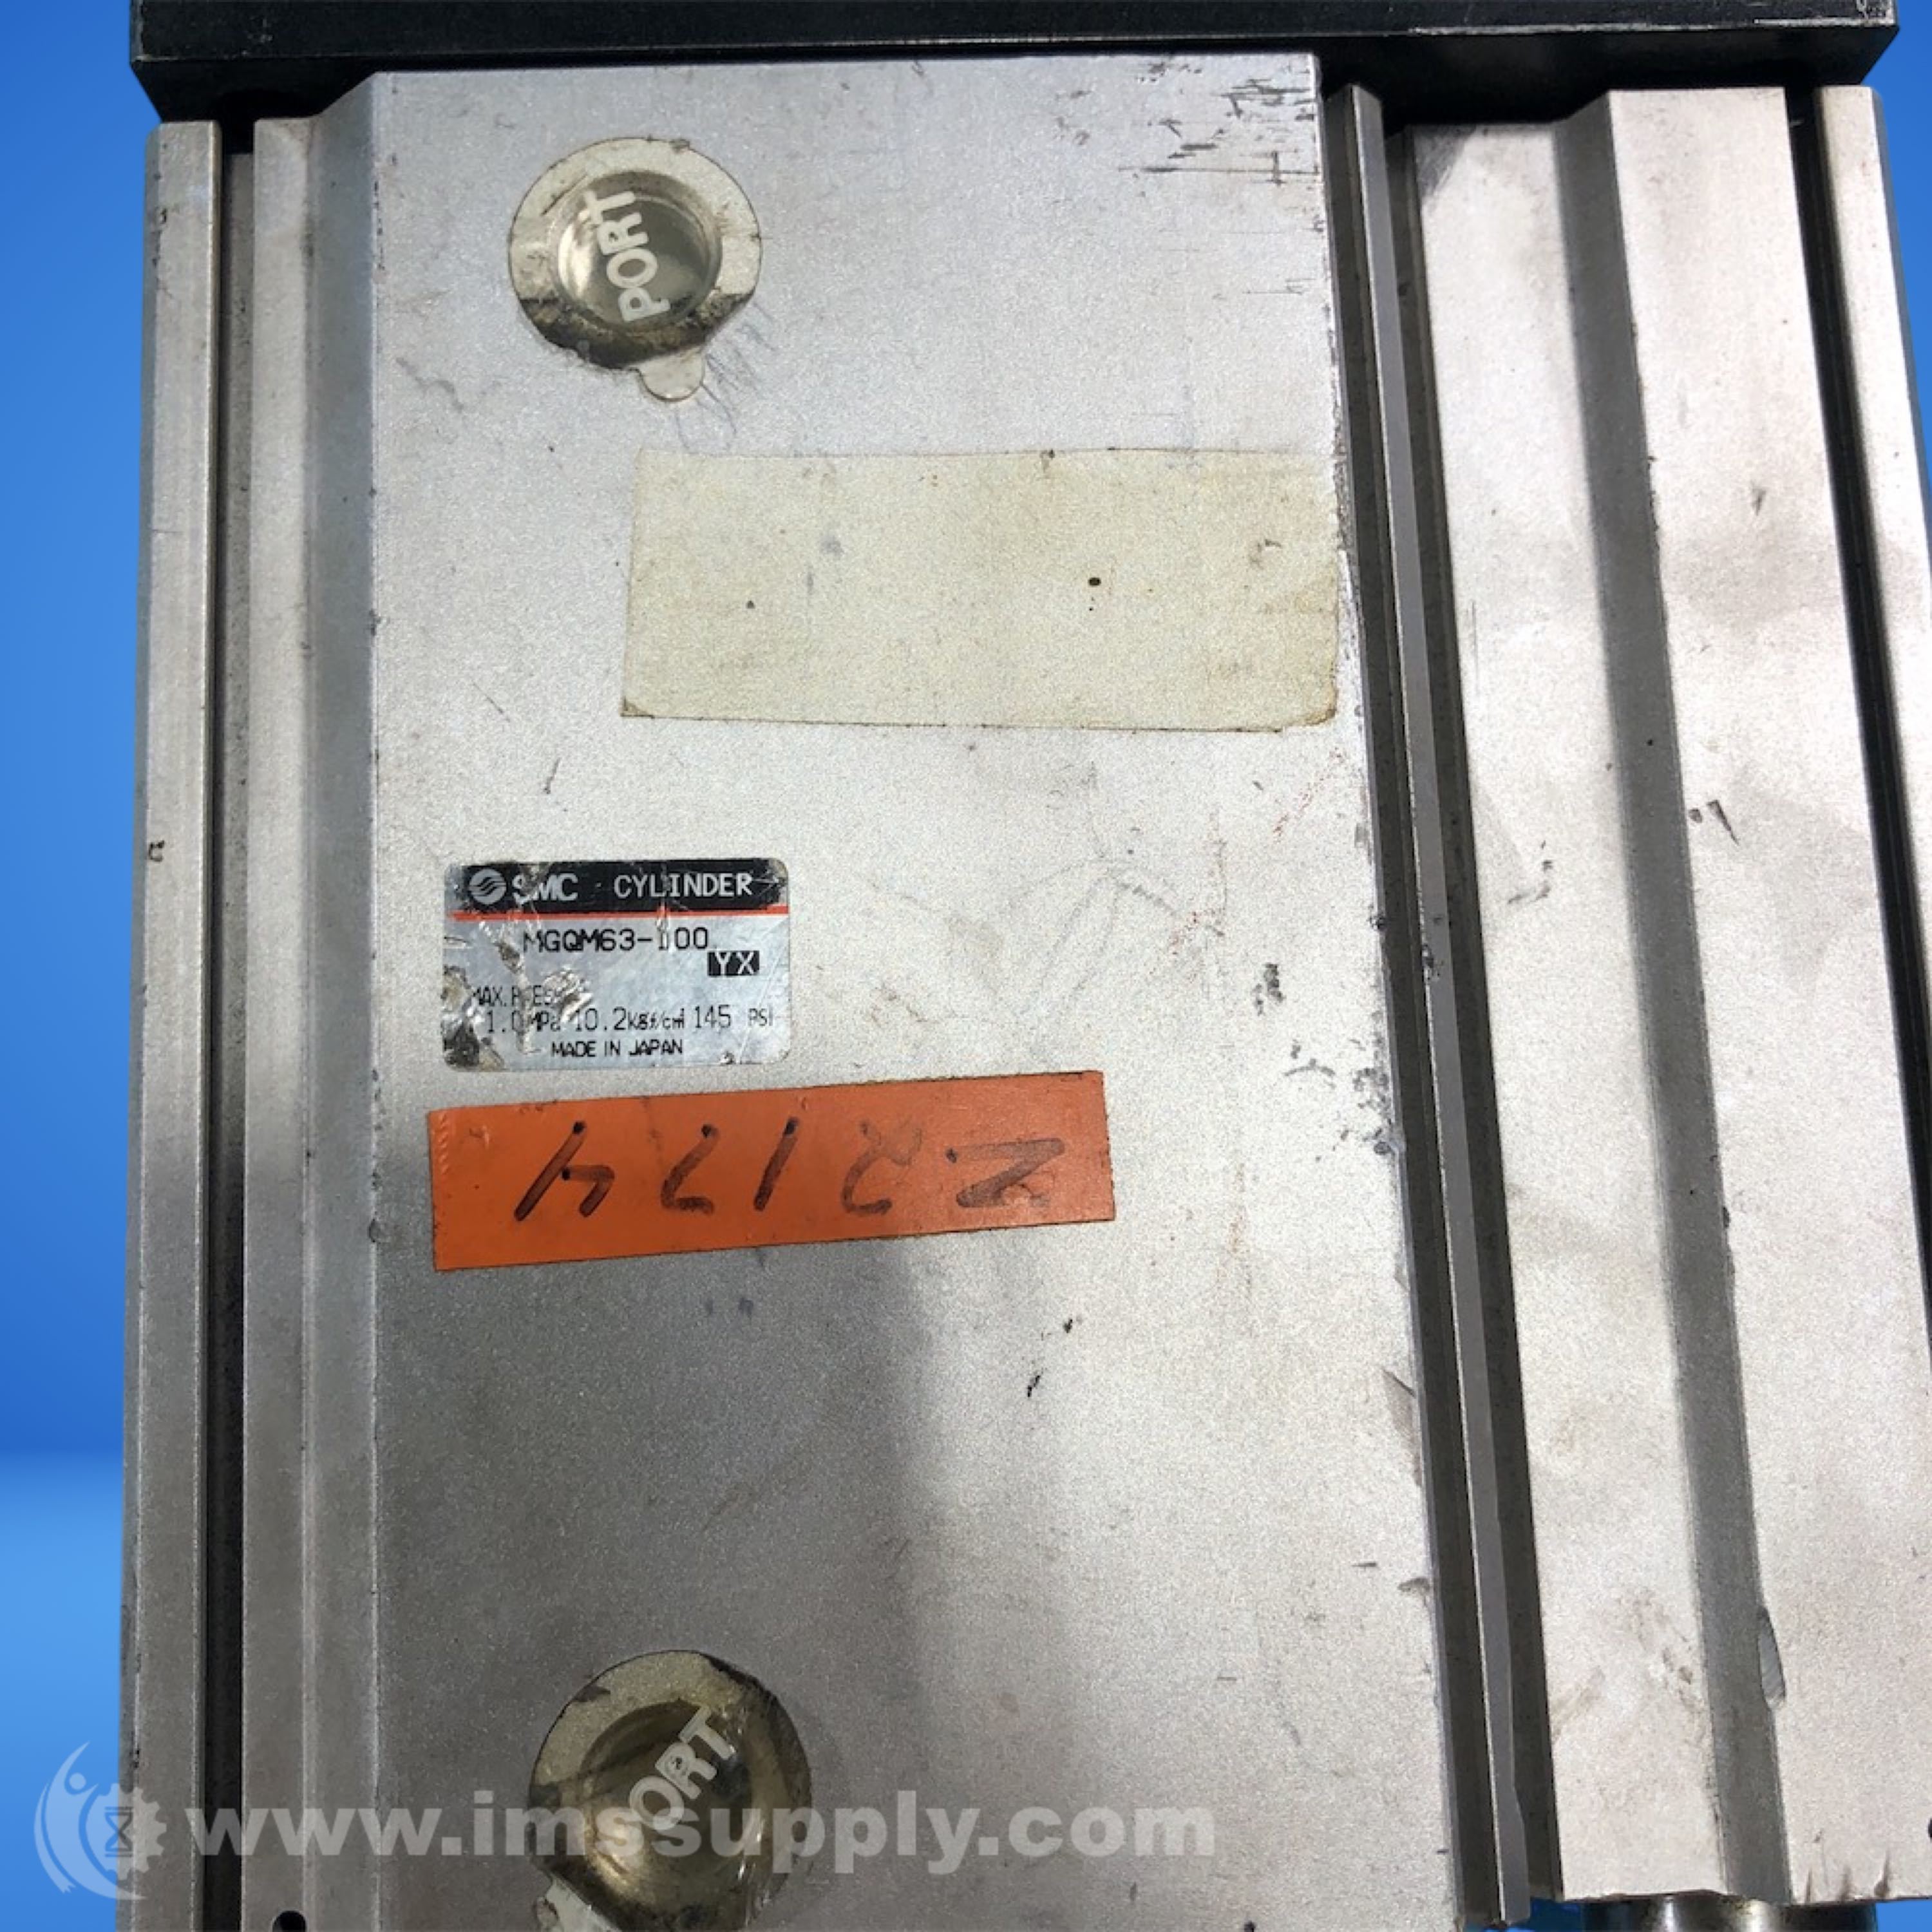 PORT
SMC CYLINDER
MGQM63-100
YX
MAX. PRESS
1.0MPa 10.2kgf/cm² 145 PSI
MADE IN JAPAN
PORT
www.imssupply.com